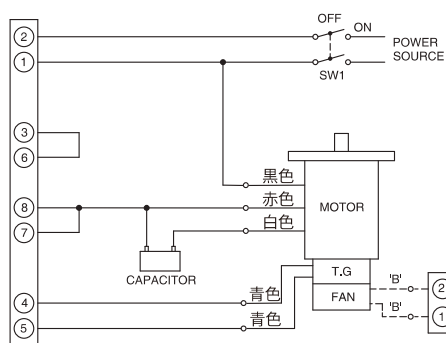 OFF
ON
②
①
POWER
SOURCE
SW1
③
⑥
黒色
⑧
赤色
MOTOR
⑦
白色
CAPACITOR
T.G
'B'
②
④
青色
FAN
'B'
①
⑤
青色